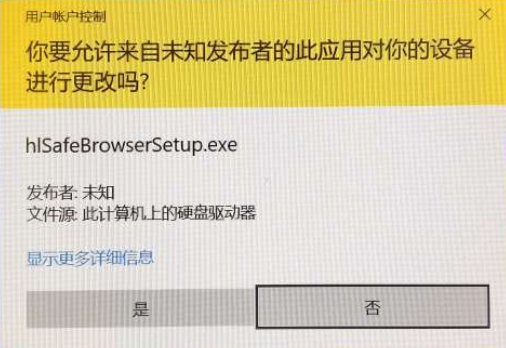 用户帐户控制
你要允许来自未知发布者的此应用对你的设备
进行更改吗?
hlSafeBrowserSetup.exe
发布者: 未知
文件源: 此计算机上的硬盘驱动器
显示更多详细信息
是
否